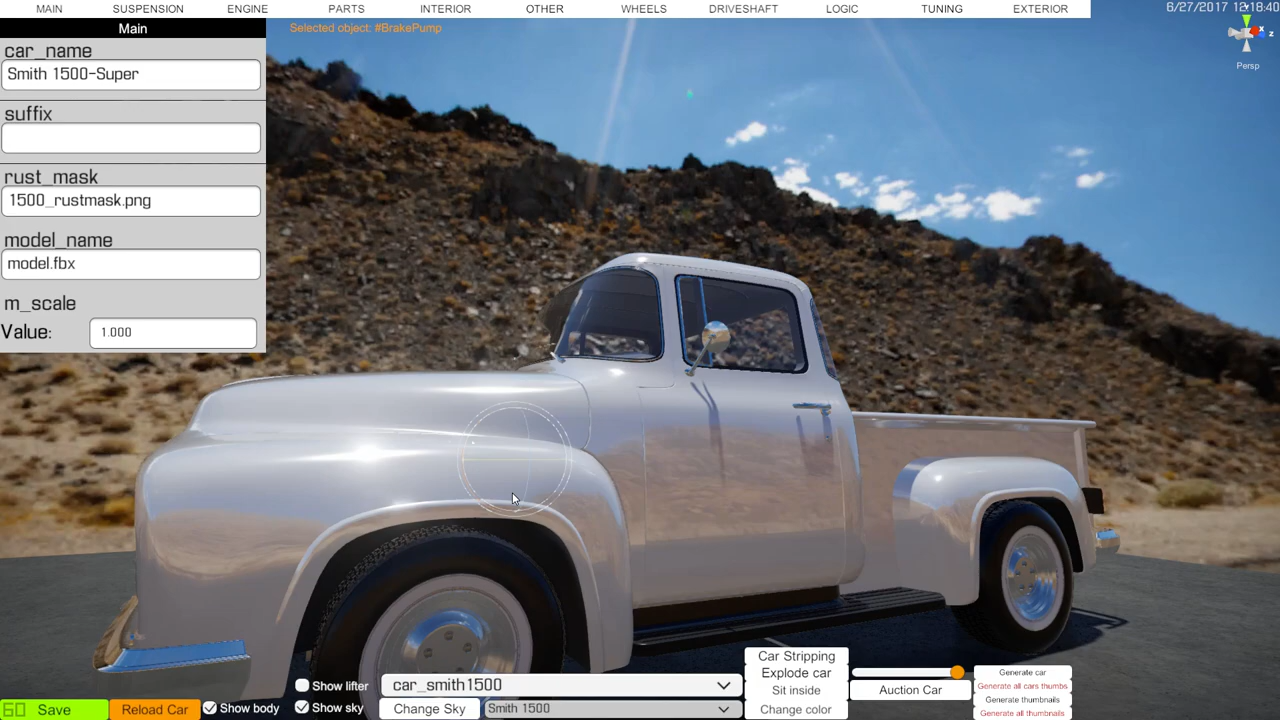 MAIN SUSPENSION ENGINE PARTS INTERIOR OTHER WHEELS DRIVESHAFT LOGIC TUNING EXTERIOR
6/27/2017 12:18:40
Main
Selected object: #BrakePump
car_name
Smith 1500-Super
suffix
rust_mask
1500_rustmask.png
model_name
model.fbx
m_scale
Value: 1.000
x
z
Persp
Show lifter
car_smith1500
Car Stripping
Explode car
Sit inside
Change color
Generate car
Generate all cars thumbs
Generate thumbnails
Generate all thumbnails
Auction Car
60 Save
Reload Car
Show body
Show sky
Change Sky
Smith 1500